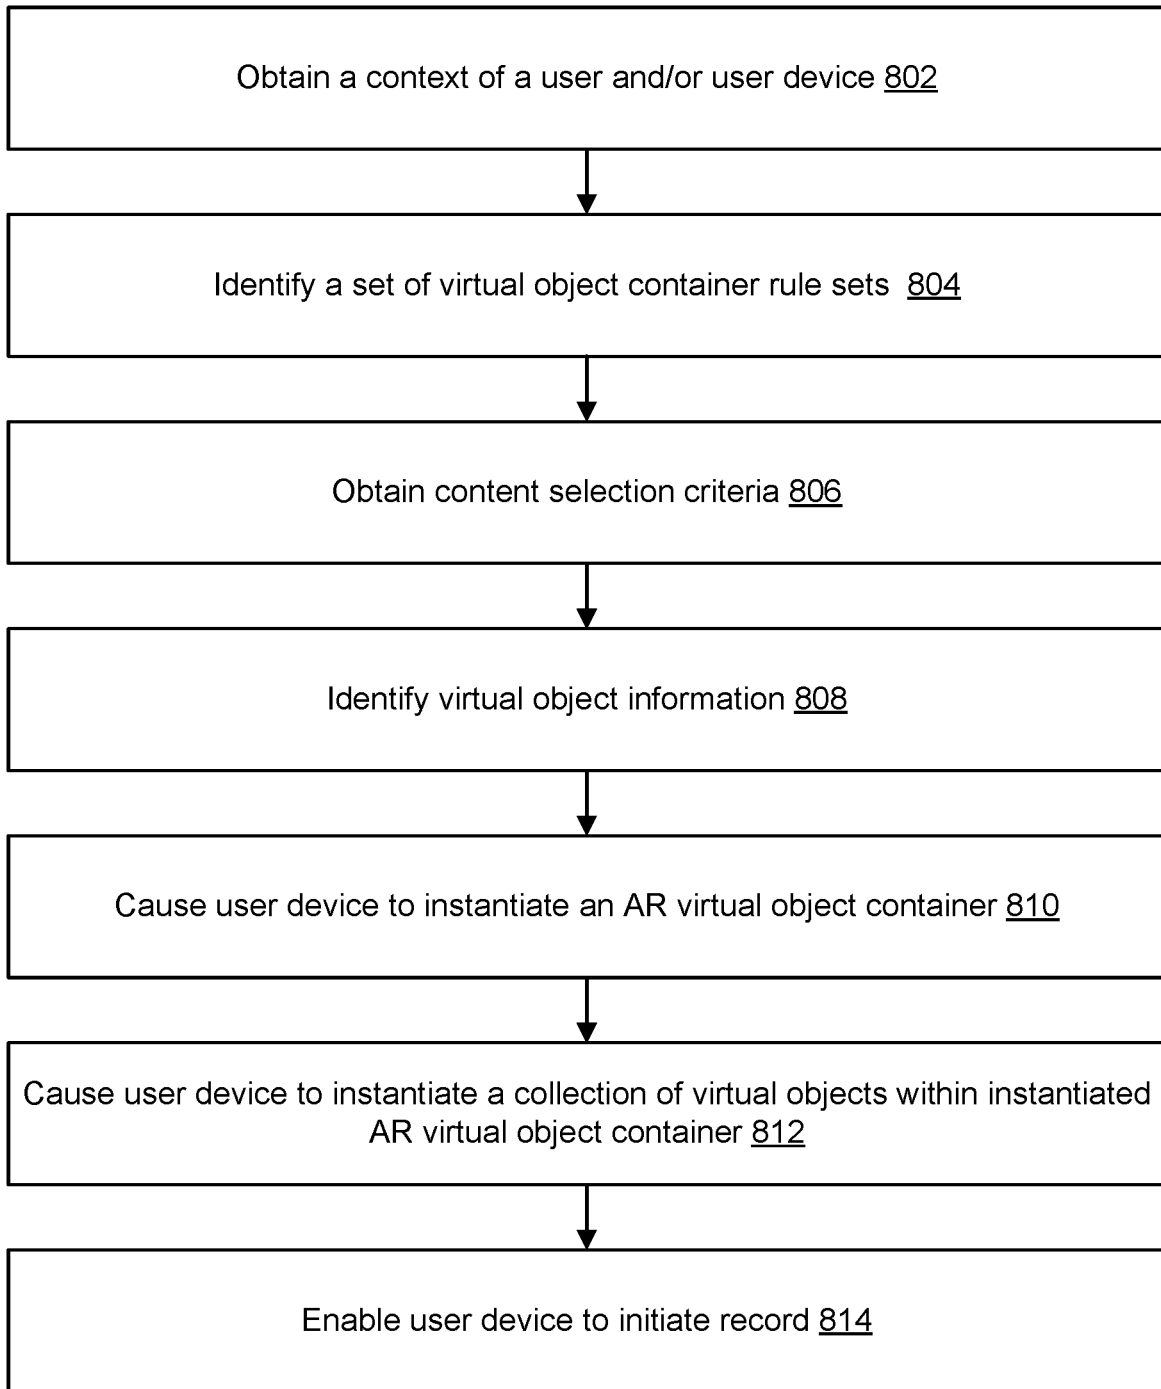 Obtain a context of a user and/or user device 802
Identify a set of virtual object container rule sets 804
Obtain content selection criteria 806
Identify virtual object information 808
Cause user device to instantiate an AR virtual object container 810
Cause user device to instantiate a collection of virtual objects within instantiated
AR virtual object container 812
Enable user device to initiate record 814